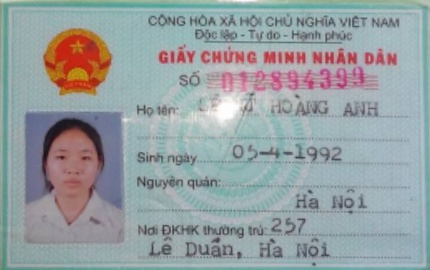 CỘNG HÒA XÃ HỘI CHỦ NGHĨA VIỆT NAM
Độc lập - Tự do - Hạnh phúc
GIẤY CHỨNG MINH NHÂN DÂN
SỐ 012894399
Họ tên: LÊ HOÀNG ANH
Sinh ngày 05-4-1992
Nguyên quán:
Hà Nội
Nơi ĐKHK thường trú: 257
Lê Duẩn, Hà Nội